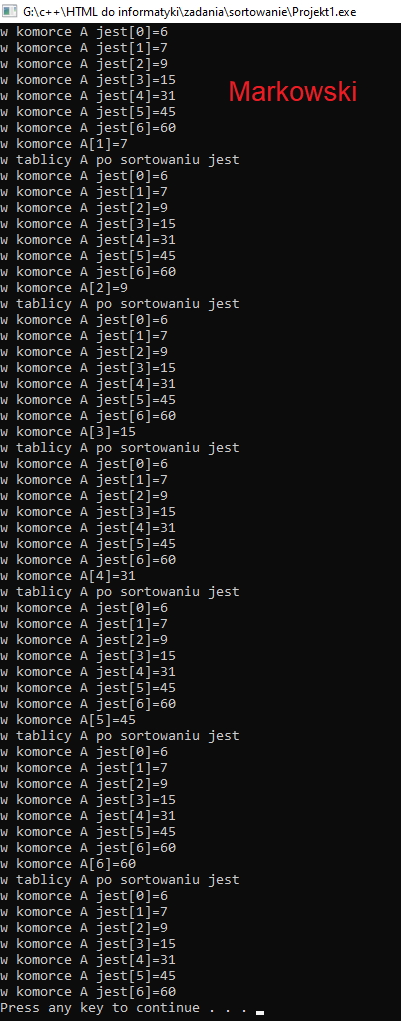 G:\c++\HTML do informatyki\zadania\sortowanie\Projekt1.exe
w komorce A jest[0]=6
w komorce A jest[1]=7
w komorce A jest[2]=9
w komorce A jest[3]=15
Markowski
w komorce A jest[4]=31
w komorce A jest[5]=45
w komorce A jest[6]=60
w komorce A[1]=7
w tablicy A po sortowaniu jest
w komorce A jest[0]=6
w komorce A jest[1]=7
w komorce A jest[2]=9
w komorce A jest[3]=15
w komorce A jest[4]=31
w komorce A jest[5]=45
w komorce A jest[6]=60
w komorce A[2]=9
w tablicy A po sortowaniu jest
w komorce A jest[0]=6
w komorce A jest[1]=7
w komorce A jest[2]=9
w komorce A jest[3]=15
w komorce A jest[4]=31
w komorce A jest[5]=45
w komorce A jest[6]=60
w komorce A[3]=15
w tablicy A po sortowaniu jest
w komorce A jest[0]=6
w komorce A jest[1]=7
w komorce A jest[2]=9
w komorce A jest[3]=15
w komorce A jest[4]=31
w komorce A jest[5]=45
w komorce A jest[6]=60
w komorce A[4]=31
w tablicy A po sortowaniu jest
w komorce A jest[0]=6
w komorce A jest[1]=7
w komorce A jest[2]=9
w komorce A jest[3]=15
w komorce A jest[4]=31
w komorce A jest[5]=45
w komorce A jest[6]=60
w komorce A[5]=45
w tablicy A po sortowaniu jest
w komorce A jest[0]=6
w komorce A jest[1]=7
w komorce A jest[2]=9
w komorce A jest[3]=15
w komorce A jest[4]=31
w komorce A jest[5]=45
w komorce A jest[6]=60
w komorce A[6]=60
w tablicy A po sortowaniu jest
w komorce A jest[0]=6
w komorce A jest[1]=7
w komorce A jest[2]=9
w komorce A jest[3]=15
w komorce A jest[4]=31
w komorce A jest[5]=45
w komorce A jest[6]=60
Press any key to continue . . .